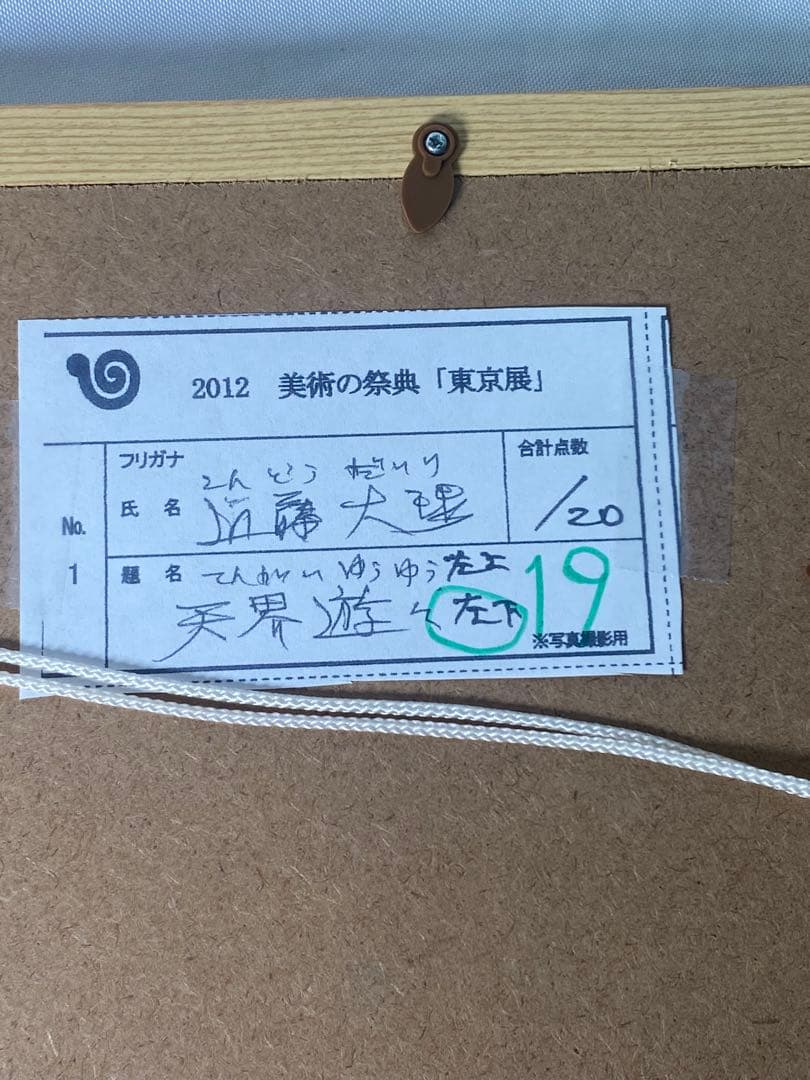 2012 美術の祭典「東京展」
フリガナ
こんどう だいり
氏 名 近藤 大理
合計点数
/20
No.
1
題 名 てんかいゆうゆう 左上
天界遊々 左下
19
※写真撮影用